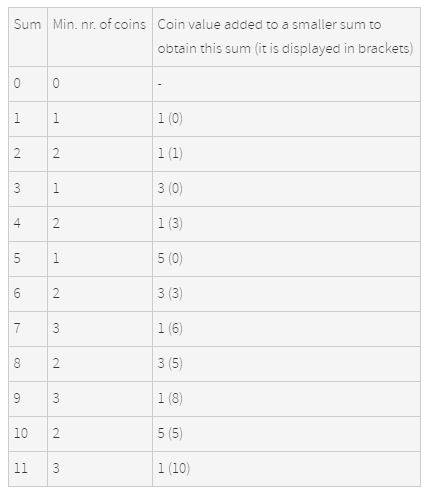 Sum Min. nr. of coins Coin value added to a smaller sum to
obtain this sum (it is displayed in brackets)
0 0 -
1 1 1 (0)
2 2 1 (1)
3 1 3 (0)
4 2 1 (3)
5 1 5 (0)
6 2 3 (3)
7 3 1 (6)
8 2 3 (5)
9 3 1 (8)
10 2 5 (5)
11 3 1 (10)